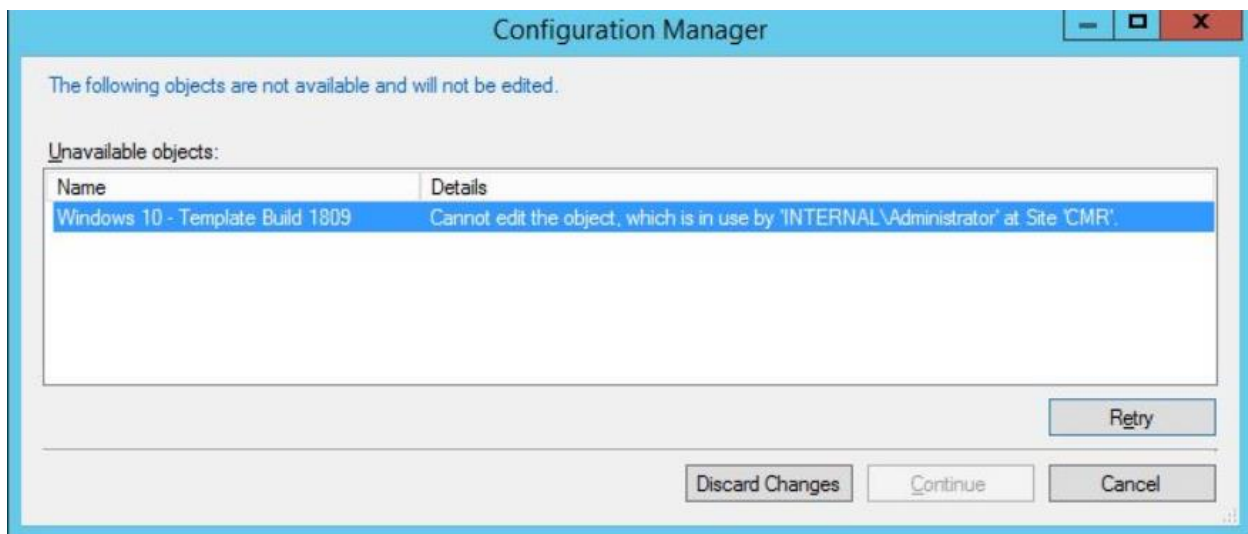 Configuration Manager
The following objects are not available and will not be edited.
Unavailable objects:
Name Details
Windows 10 - Template Build 1809 Cannot edit the object, which is in use by 'INTERNAL\Administrator' at Site 'CMR'.
Retry
Discard Changes Continue Cancel